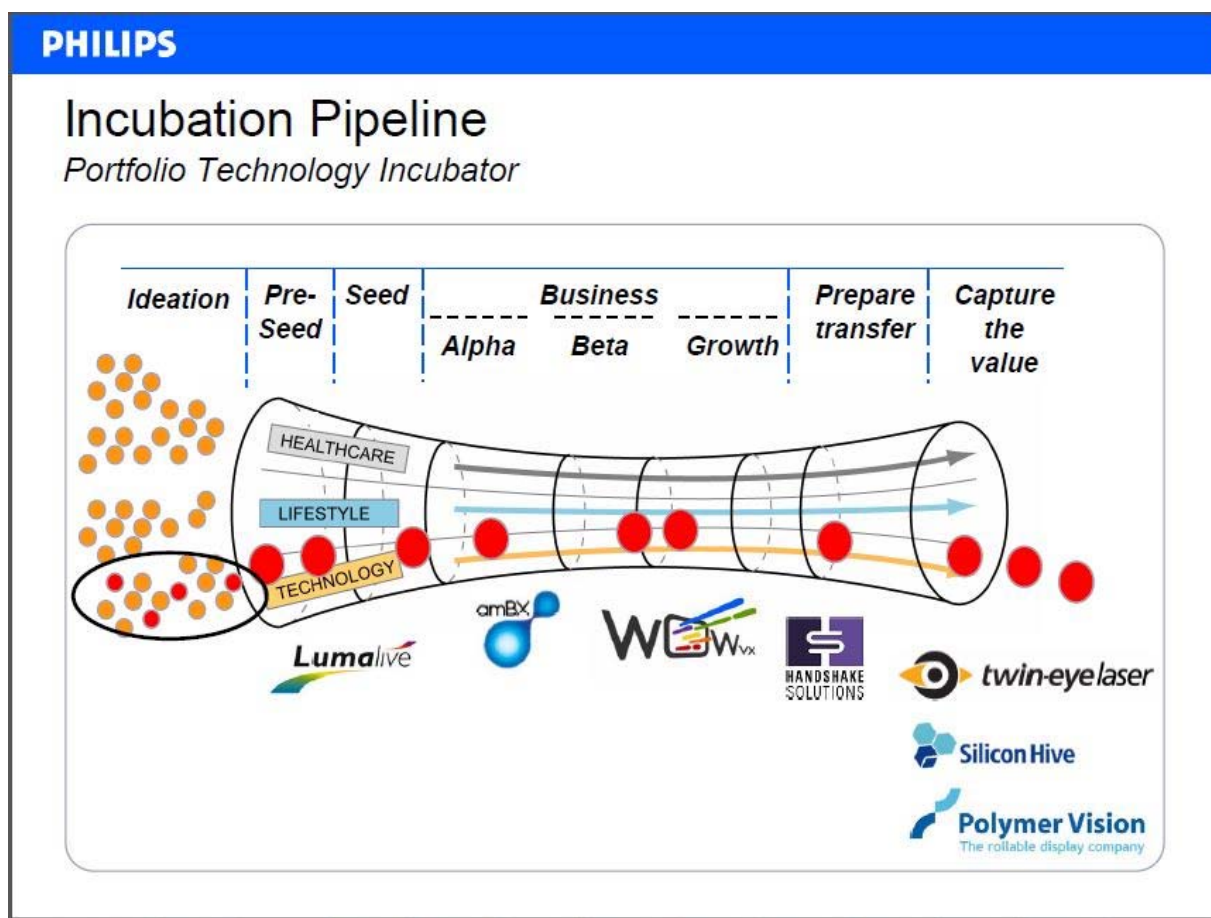 PHILIPS
Incubation Pipeline
Portfolio Technology Incubator
Ideation
Pre-
Seed
Seed
Business
Alpha
Beta
Growth
Prepare
transfer
Capture
the
value
HEALTHCARE
LIFESTYLE
TECHNOLOGY
Lumalive
amBX
WOWvx
HANDSHAKE
SOLUTIONS
twin-eye laser
Silicon Hive
Polymer Vision
The rollable display company